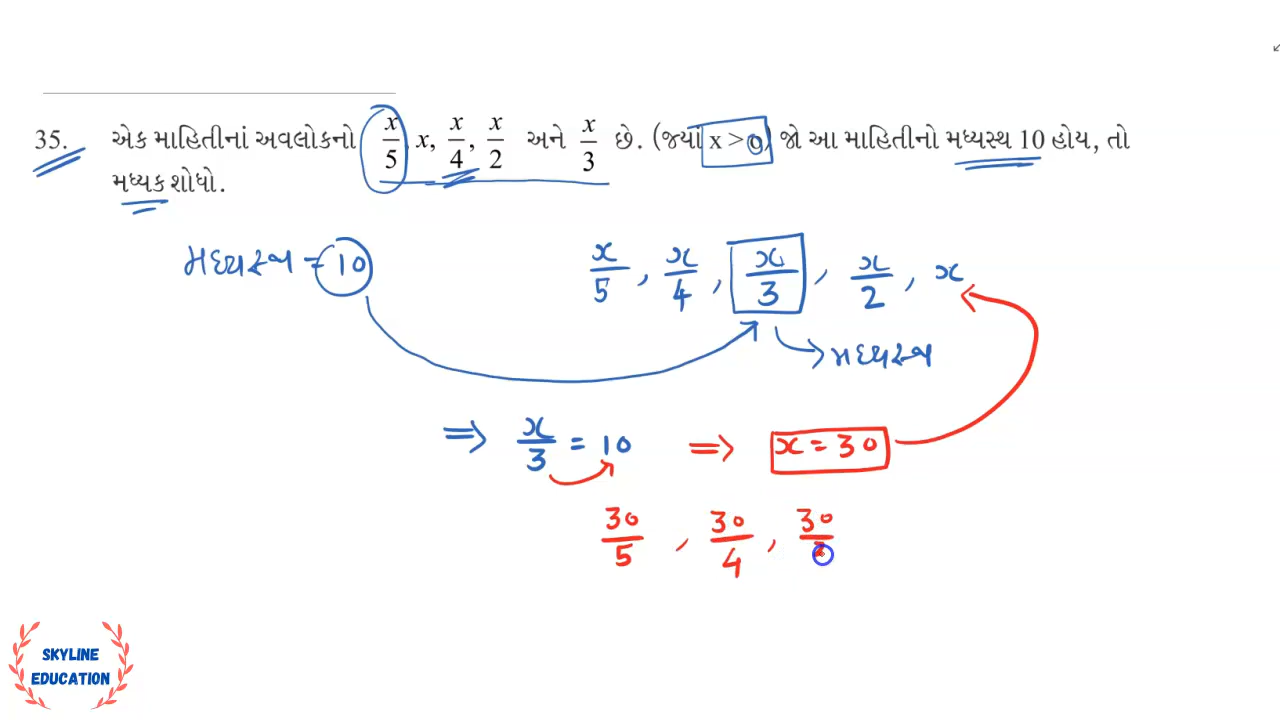 35. એક માહિતીનાં અવલોકનો x/5, x, x/4, x/2 અને x/3 છે. (જ્યાં x > 0) જો આ માહિતીનો મધ્યસ્થ 10 હોય, તો
મધ્યક શોધો.
મધ્યસ્થ = 10
x/5, x/4, x/3, x/2, x
મધ્યસ્થ
⇒ x/3 = 10 ⇒ x = 30
30/5, 30/4, 30/
SKYLINE
EDUCATION